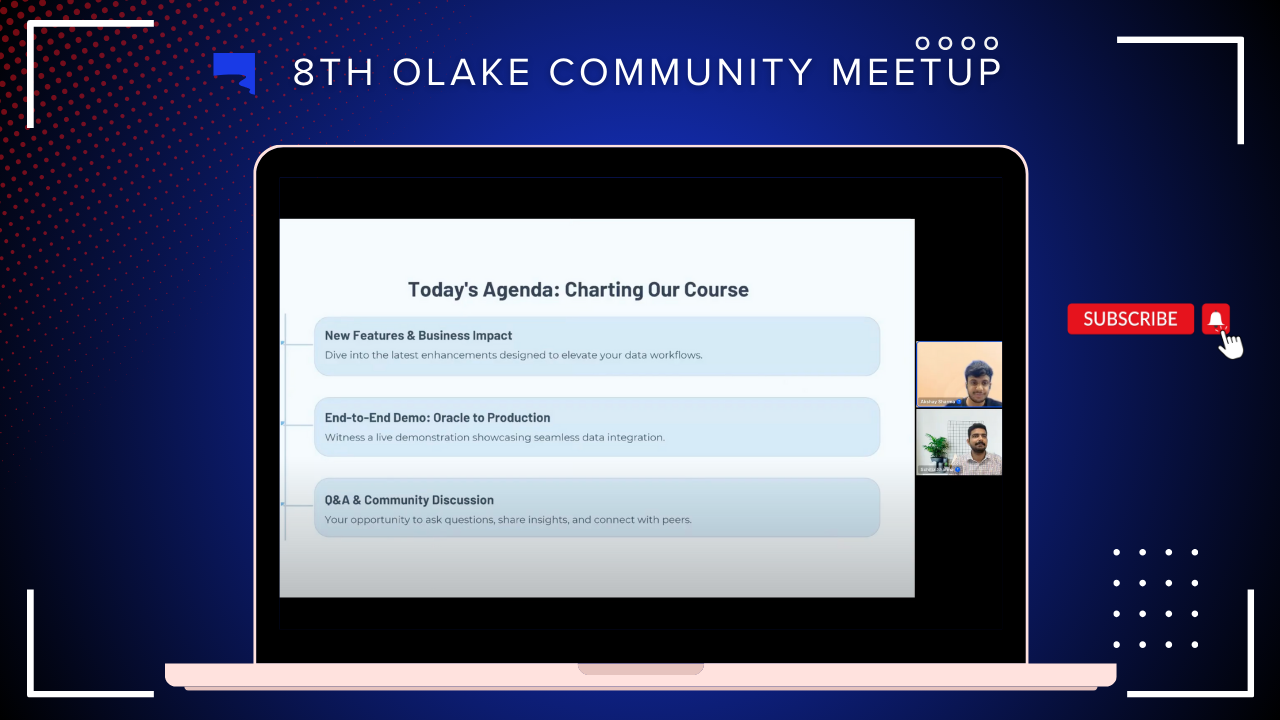 8TH OLAKE COMMUNITY MEETUP
Today's Agenda: Charting Our Course
New Features & Business Impact
Dive into the latest enhancements designed to elevate your data workflows.
End-to-End Demo: Oracle to Production
Witness a live demonstration showcasing seamless data integration.
Q&A & Community Discussion
Your opportunity to ask questions, share insights, and connect with peers.
SUBSCRIBE
Akshay Sharma